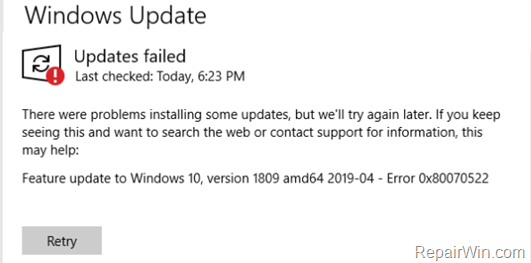 Windows Update
Updates failed
Last checked: Today, 6:23 PM
There were problems installing some updates, but we'll try again later. If you keep
seeing this and want to search the web or contact support for information, this
may help:
Feature update to Windows 10, version 1809 amd64 2019-04 - Error 0x80070522
Retry
RepairWin.com